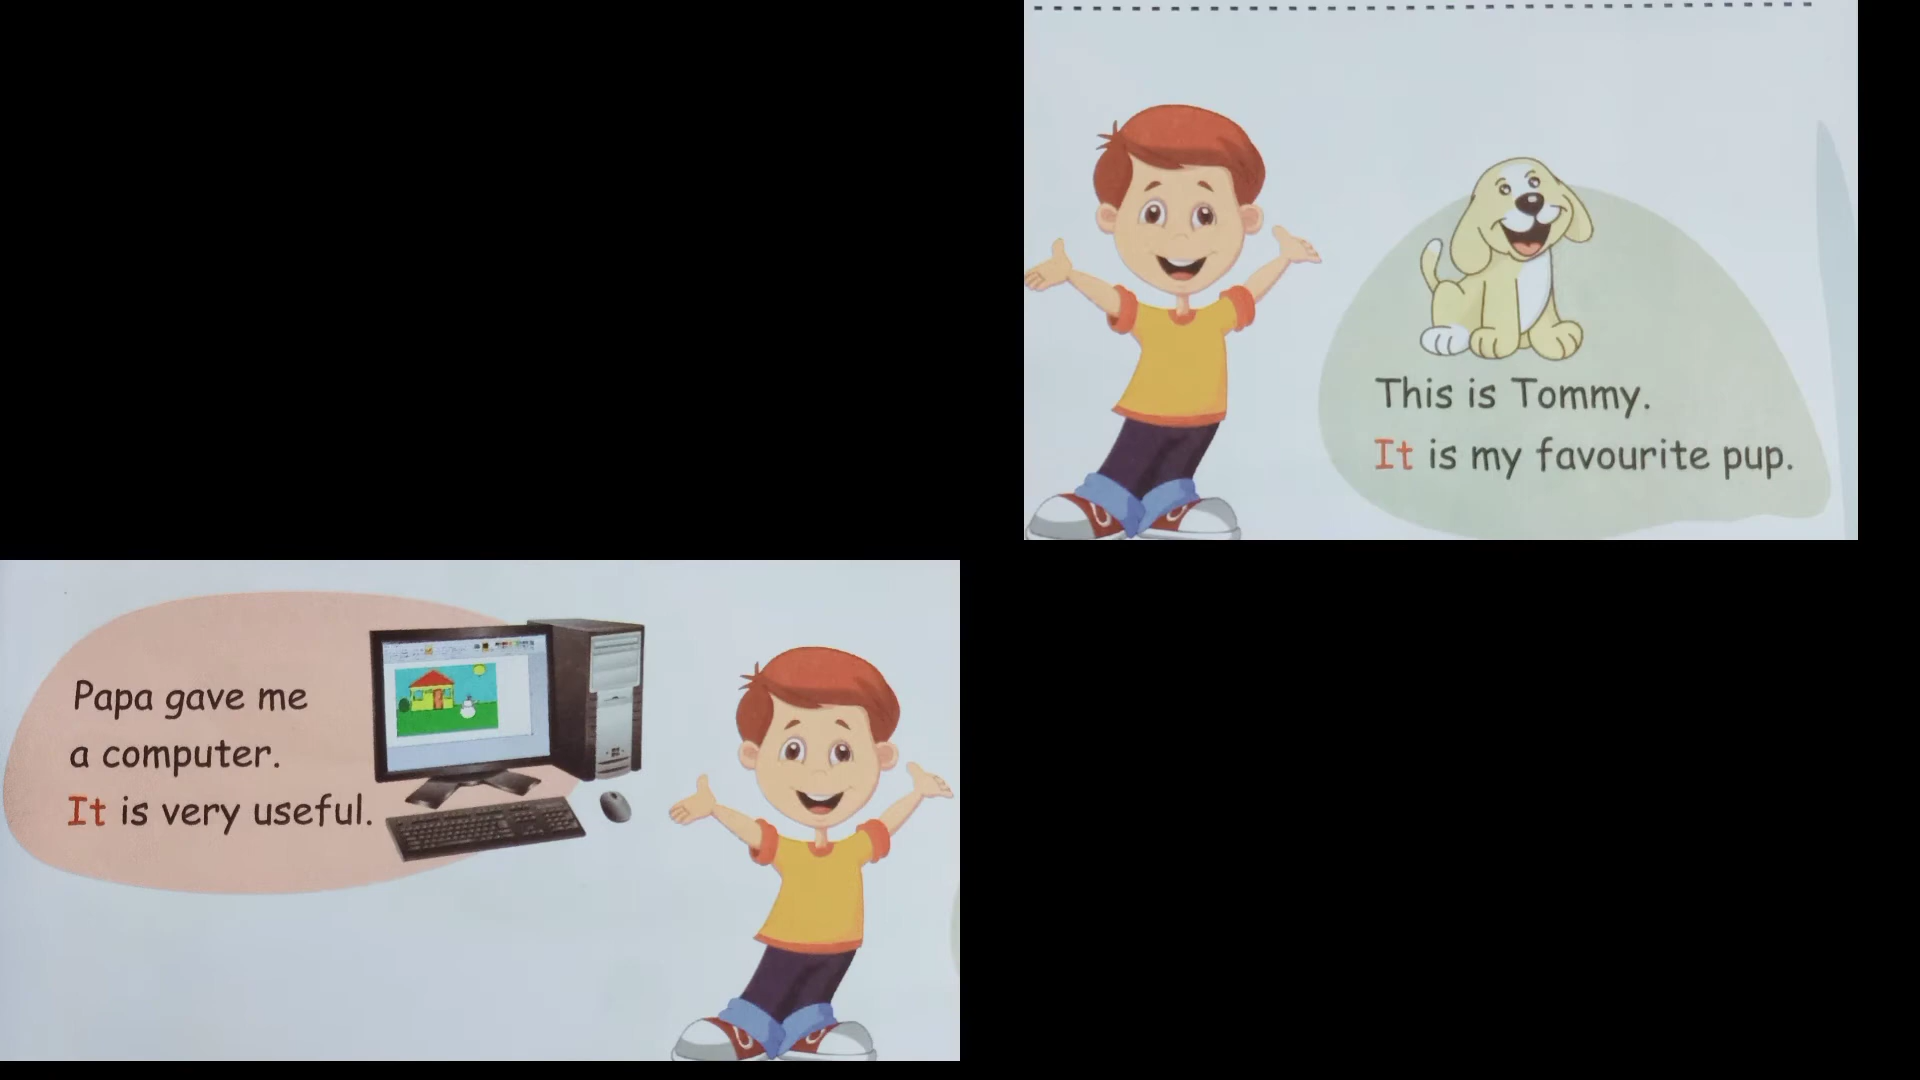 This is Tommy.
It is my favourite pup.
Papa gave me
a computer.
It is very useful.